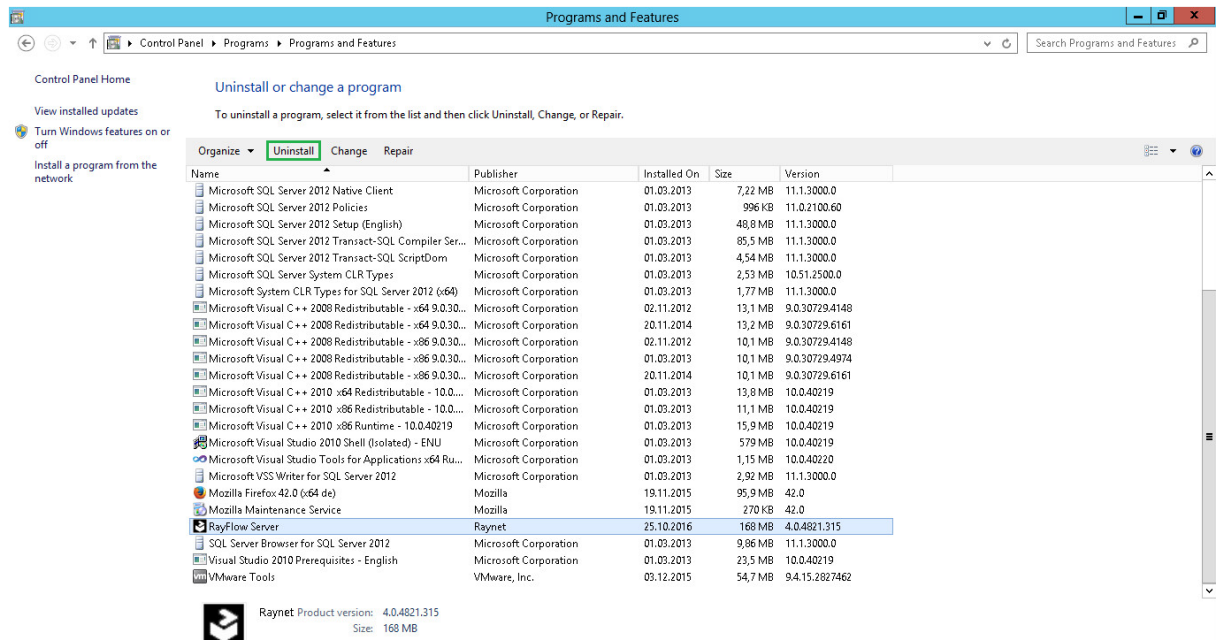 Programs and Features
Control Panel Programs Programs and Features
Search Programs and Features
Control Panel Home
View installed updates
Turn Windows features on or
off
Install a program from the
network
Uninstall or change a program
To uninstall a program, select it from the list and then click Uninstall, Change, or Repair.
Organize Uninstall Change Repair
Name Publisher Installed On Size Version
Microsoft SQL Server 2012 Native Client Microsoft Corporation 01.03.2013 7,22 MB 11.1.3000.0
Microsoft SQL Server 2012 Policies Microsoft Corporation 01.03.2013 996 KB 11.0.2100.60
Microsoft SQL Server 2012 Setup (English) Microsoft Corporation 01.03.2013 48,8 MB 11.1.3000.0
Microsoft SQL Server 2012 Transact-SQL Compiler Ser... Microsoft Corporation 01.03.2013 85,5 MB 11.1.3000.0
Microsoft SQL Server 2012 Transact-SQL ScriptDom Microsoft Corporation 01.03.2013 4,54 MB 11.1.3000.0
Microsoft SQL Server System CLR Types Microsoft Corporation 01.03.2013 2,53 MB 10.51.2500.0
Microsoft System CLR Types for SQL Server 2012 (x64) Microsoft Corporation 01.03.2013 1,77 MB 11.1.3000.0
Microsoft Visual C++ 2008 Redistributable - x64 9.0.30... Microsoft Corporation 02.11.2012 13,1 MB 9.0.30729.4148
Microsoft Visual C++ 2008 Redistributable - x64 9.0.30... Microsoft Corporation 20.11.2014 13,2 MB 9.0.30729.6161
Microsoft Visual C++ 2008 Redistributable - x86 9.0.30... Microsoft Corporation 02.11.2012 10,1 MB 9.0.30729.4148
Microsoft Visual C++ 2008 Redistributable - x86 9.0.30... Microsoft Corporation 01.03.2013 10,1 MB 9.0.30729.4974
Microsoft Visual C++ 2008 Redistributable - x86 9.0.30... Microsoft Corporation 20.11.2014 10,1 MB 9.0.30729.6161
Microsoft Visual C++ 2010 x64 Redistributable - 10.0.... Microsoft Corporation 01.03.2013 13,8 MB 10.0.40219
Microsoft Visual C++ 2010 x86 Redistributable - 10.0.... Microsoft Corporation 01.03.2013 11,1 MB 10.0.40219
Microsoft Visual C++ 2010 x86 Runtime - 10.0.40219 Microsoft Corporation 01.03.2013 15,9 MB 10.0.40219
Microsoft Visual Studio 2010 Shell (Isolated) - ENU Microsoft Corporation 01.03.2013 579 MB 10.0.40219
Microsoft Visual Studio Tools for Applications x64 Ru... Microsoft Corporation 01.03.2013 1,15 MB 10.0.40220
Microsoft VSS Writer for SQL Server 2012 Microsoft Corporation 01.03.2013 2,92 MB 11.1.3000.0
Mozilla Firefox 42.0 (x64 de) Mozilla 19.11.2015 95,9 MB 42.0
Mozilla Maintenance Service Mozilla 19.11.2015 270 KB 42.0
RayFlow Server Raynet 25.10.2016 168 MB 4.0.4821.315
SQL Server Browser for SQL Server 2012 Microsoft Corporation 01.03.2013 9,86 MB 11.1.3000.0
Visual Studio 2010 Prerequisites - English Microsoft Corporation 01.03.2013 23,5 MB 10.0.40219
VMware Tools VMware, Inc. 03.12.2015 54,7 MB 9.4.15.2827462
Raynet Product version: 4.0.4821.315
Size: 168 MB